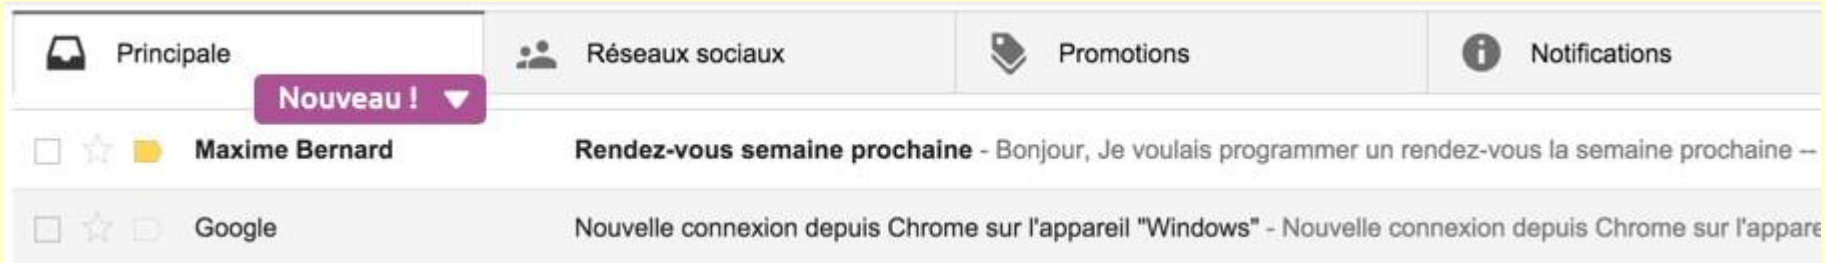 Principale Réseaux sociaux Promotions Notifications
Nouveau !
Maxime Bernard Rendez-vous semaine prochaine - Bonjour, Je voulais programmer un rendez-vous la semaine prochaine --
Google Nouvelle connexion depuis Chrome sur l'appareil "Windows" - Nouvelle connexion depuis Chrome sur l'appare